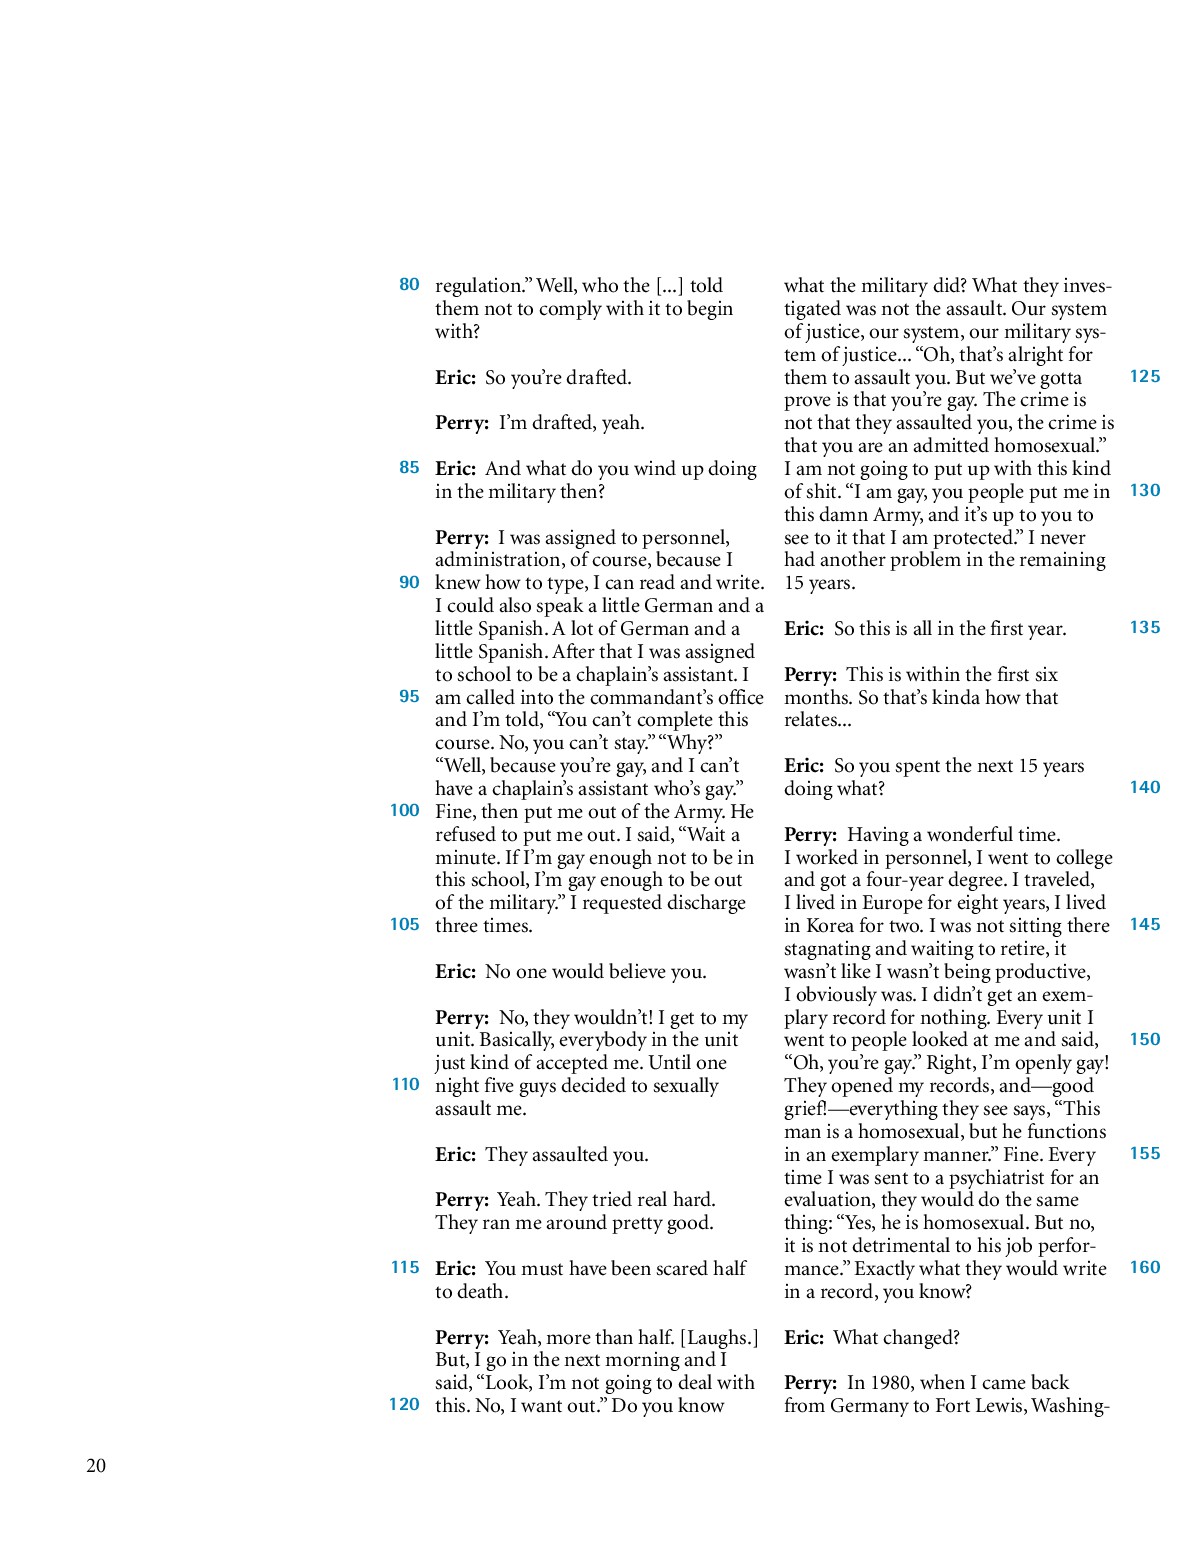 80 regulation.” Well, who the [...] told
them not to comply with it to begin
with?
Eric: So you’re drafted.
Perry: I’m drafted, yeah.
85 Eric: And what do you wind up doing
in the military then?
Perry: I was assigned to personnel,
administration, of course, because I
90 knew how to type, I can read and write.
I could also speak a little German and a
little Spanish. A lot of German and a
little Spanish. After that I was assigned
to school to be a chaplain’s assistant. I
95 am called into the commandant’s office
and I’m told, “You can’t complete this
course. No, you can’t stay.” “Why?”
“Well, because you’re gay, and I can’t
have a chaplain’s assistant who’s gay.”
100 Fine, then put me out of the Army. He
refused to put me out. I said, “Wait a
minute. If I’m gay enough not to be in
this school, I’m gay enough to be out
of the military.” I requested discharge
105 three times.
Eric: No one would believe you.
Perry: No, they wouldn’t! I get to my
unit. Basically, everybody in the unit
just kind of accepted me. Until one
110 night five guys decided to sexually
assault me.
Eric: They assaulted you.
Perry: Yeah. They tried real hard.
They ran me around pretty good.
115 Eric: You must have been scared half
to death.
Perry: Yeah, more than half. [Laughs.]
But, I go in the next morning and I
said, “Look, I’m not going to deal with
120 this. No, I want out.” Do you know
what the military did? What they inves-
tigated was not the assault. Our system
of justice, our system, our military sys-
tem of justice... “Oh, that’s alright for
them to assault you. But we’ve gotta 125
prove is that you’re gay. The crime is
not that they assaulted you, the crime is
that you are an admitted homosexual.”
I am not going to put up with this kind
of shit. “I am gay, you people put me in 130
this damn Army, and it’s up to you to
see to it that I am protected.” I never
had another problem in the remaining
15 years.
Eric: So this is all in the first year. 135
Perry: This is within the first six
months. So that’s kinda how that
relates...
Eric: So you spent the next 15 years
doing what? 140
Perry: Having a wonderful time.
I worked in personnel, I went to college
and got a four-year degree. I traveled,
I lived in Europe for eight years, I lived
in Korea for two. I was not sitting there 145
stagnating and waiting to retire, it
wasn’t like I wasn’t being productive,
I obviously was. I didn’t get an exem-
plary record for nothing. Every unit I
went to people looked at me and said, 150
“Oh, you’re gay.” Right, I’m openly gay!
They opened my records, and—good
grief!—everything they see says, “This
man is a homosexual, but he functions
in an exemplary manner.” Fine. Every 155
time I was sent to a psychiatrist for an
evaluation, they would do the same
thing: “Yes, he is homosexual. But no,
it is not detrimental to his job perfor-
mance.” Exactly what they would write 160
in a record, you know?
Eric: What changed?
Perry: In 1980, when I came back
from Germany to Fort Lewis, Washing-
20